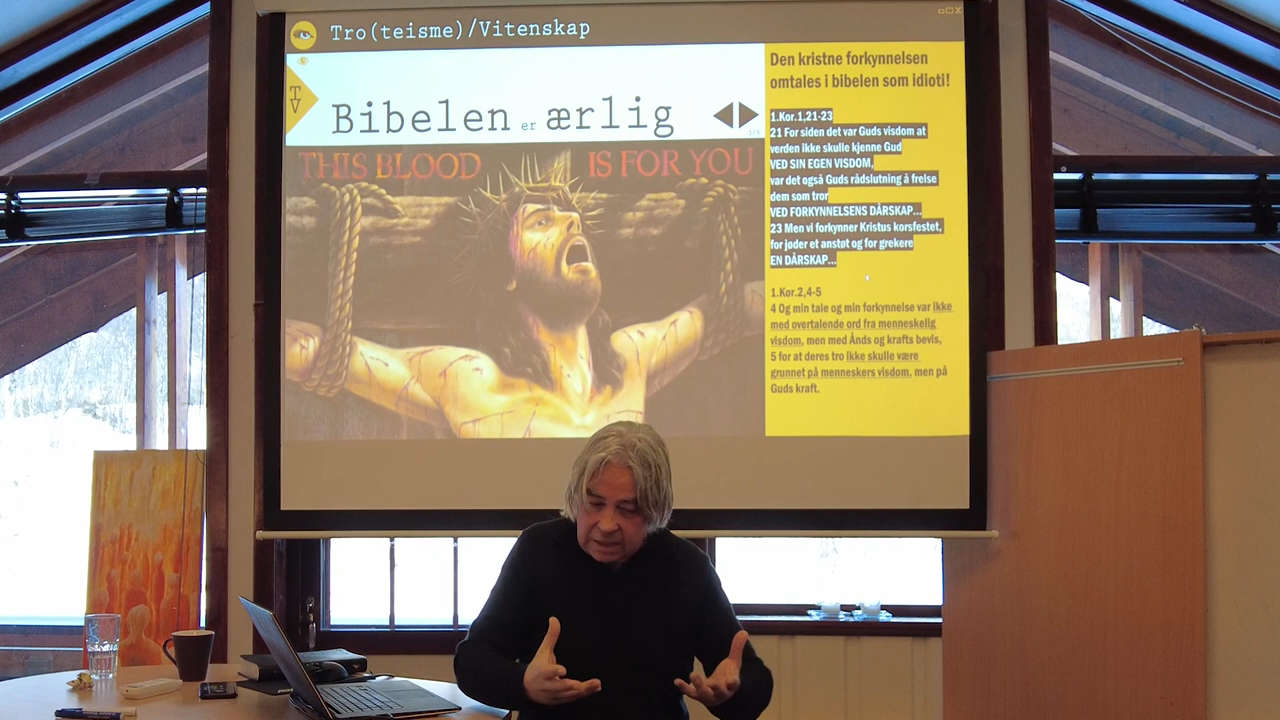 Tro(teisme)/Vitenskap
TV
Bibelen er ærlig
THIS BLOOD IS FOR YOU
Den kristne forkynnelsen
omtales i bibelen som idioti!
1.Kor.1,21-23
21 For siden det var Guds visdom at
verden ikke skulle kjenne Gud
VED SIN EGEN VISDOM,
var det også Guds rådslutning å frelse
dem som tror
VED FORKYNNELSENS DÅRSKAP...
23 Men vi forkynner Kristus korsfestet,
for jøder et anstøt og for grekere
EN DÅRSKAP...
1.Kor.2,4-5
4 Og min tale og min forkynnelse var ikke
med overtalende ord fra menneskelig
visdom, men med Ånds og krafts bevis,
5 for at deres tro ikke skulle være
grunnet på menneskers visdom, men på
Guds kraft.